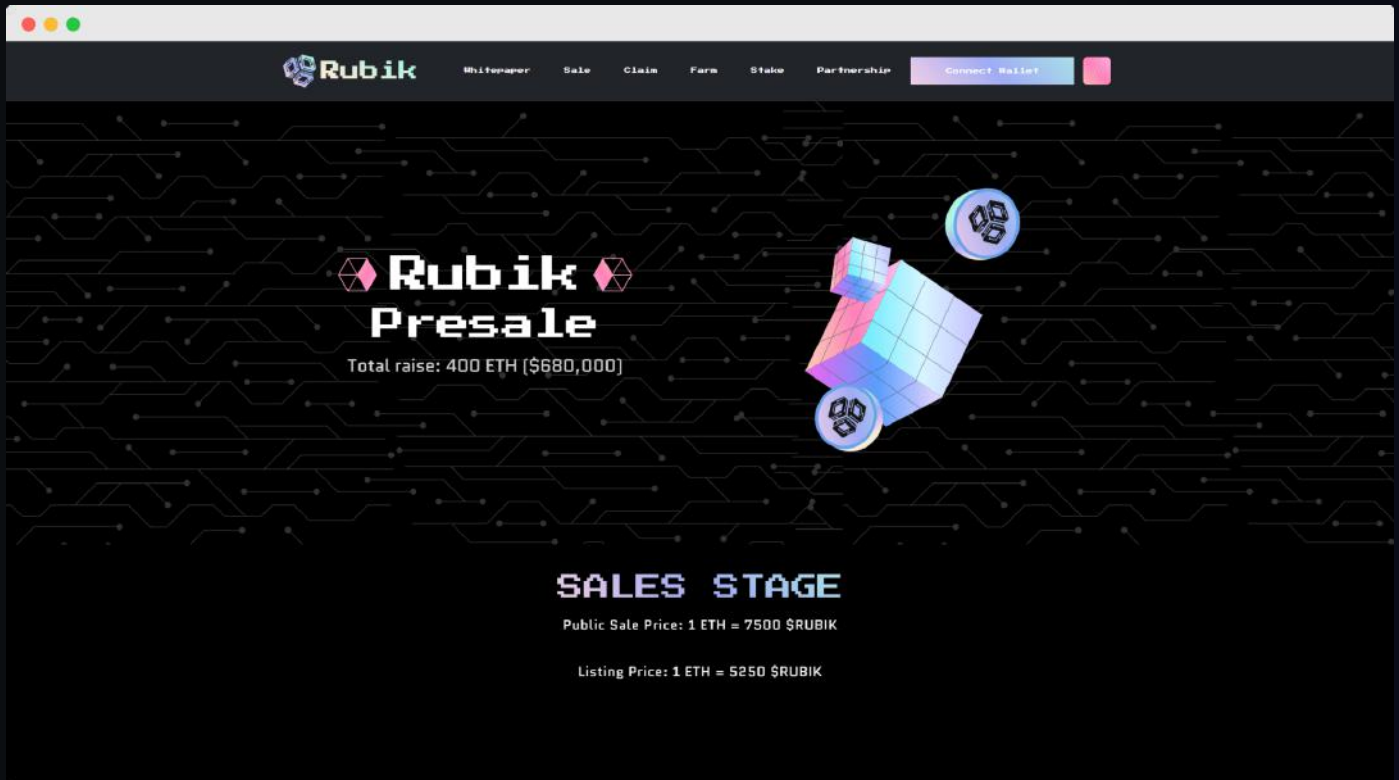 Rubik
Whitepaper Sale Claim Farm Stake Partnership Connect Wallet
Rubik
Presale
Total raise: 400 ETH ($680,000)
SALES STAGE
Public Sale Price: 1 ETH = 7500 $RUBIK
Listing Price: 1 ETH = 5250 $RUBIK